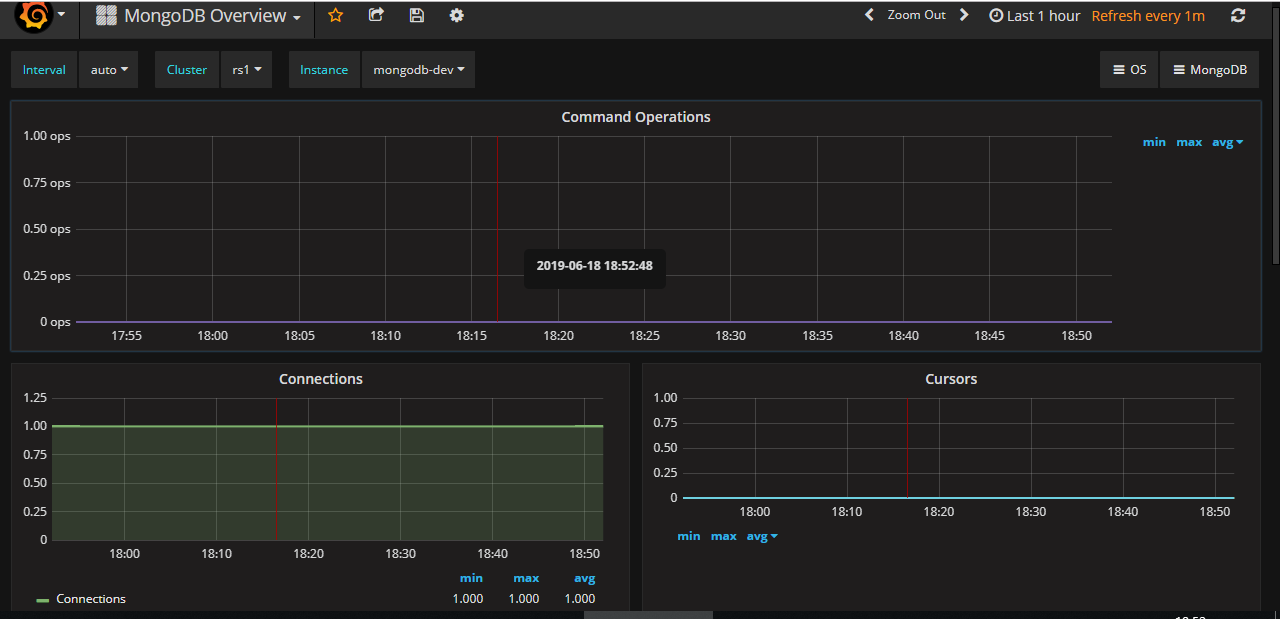 MongoDB Overview Zoom Out Last 1 hour Refresh every 1m
Interval auto Cluster rs1 Instance mongodb-dev OS MongoDB
Command Operations
1.00 ops
0.75 ops
0.50 ops
0.25 ops
0 ops
min max avg
2019-06-18 18:52:48
17:55 18:00 18:05 18:10 18:15 18:20 18:25 18:30 18:35 18:40 18:45 18:50
Connections
1.25
1.00
0.75
0.50
0.25
0
18:00 18:10 18:20 18:30 18:40 18:50
min max avg
Connections 1.000 1.000 1.000
Cursors
1.00
0.75
0.50
0.25
0
18:00 18:10 18:20 18:30 18:40 18:50
min max avg